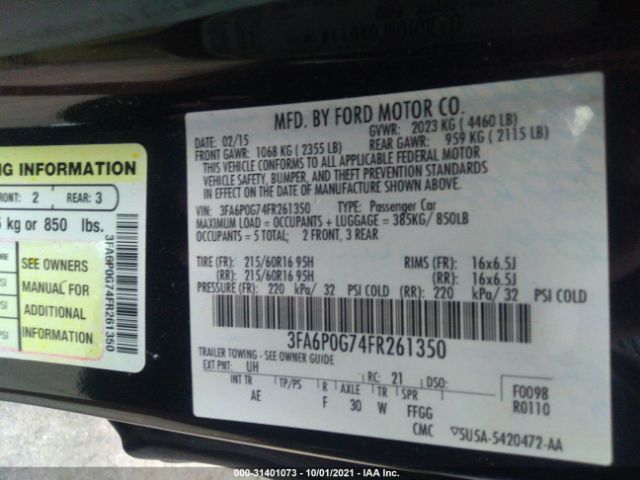 MFD. BY FORD MOTOR CO.
DATE: 02/15 GVWR: 2023 KG ( 4460 LB)
FRONT GAWR: 1068 KG ( 2355 LB) REAR GAWR: 959 KG ( 2115 LB)
THIS VEHICLE CONFORMS TO ALL APPLICABLE FEDERAL MOTOR
VEHICLE SAFETY, BUMPER, AND THEFT PREVENTION STANDARDS
IN EFFECT ON THE DATE OF MANUFACTURE SHOWN ABOVE.
VIN: 3FA6P0G74FR261350 TYPE: Passenger Car
MAXIMUM LOAD = OCCUPANTS + LUGGAGE = 385KG/ 850LB
OCCUPANTS = 5 TOTAL; 2 FRONT, 3 REAR
TIRE (FR): 215/60R16 95H RIMS (FR): 16x6.5J
(RR): 215/60R16 95H (RR): 16x6.5J
PRESSURE (FR): 220 kPa/ 32 PSI COLD (RR): 220 kPa/ 32 PSI COLD
3FA6P0G74FR261350
TRAILER TOWING - SEE OWNER GUIDE
EXT PNT: UH RC: 21 DSO:
INT TR TP/PS R AXLE TR SPR
AE F 30 W FFGG
F0098
R0110
CMC SU5A-5420472-AA
NG INFORMATION
FRONT: 2 REAR: 3
5 kg or 850 lbs.
SEE OWNERS
MANUAL FOR
ADDITIONAL
INFORMATION
3FA6P0G74FR261350
000-31401073 - 10/01/2021 - IAA Inc.